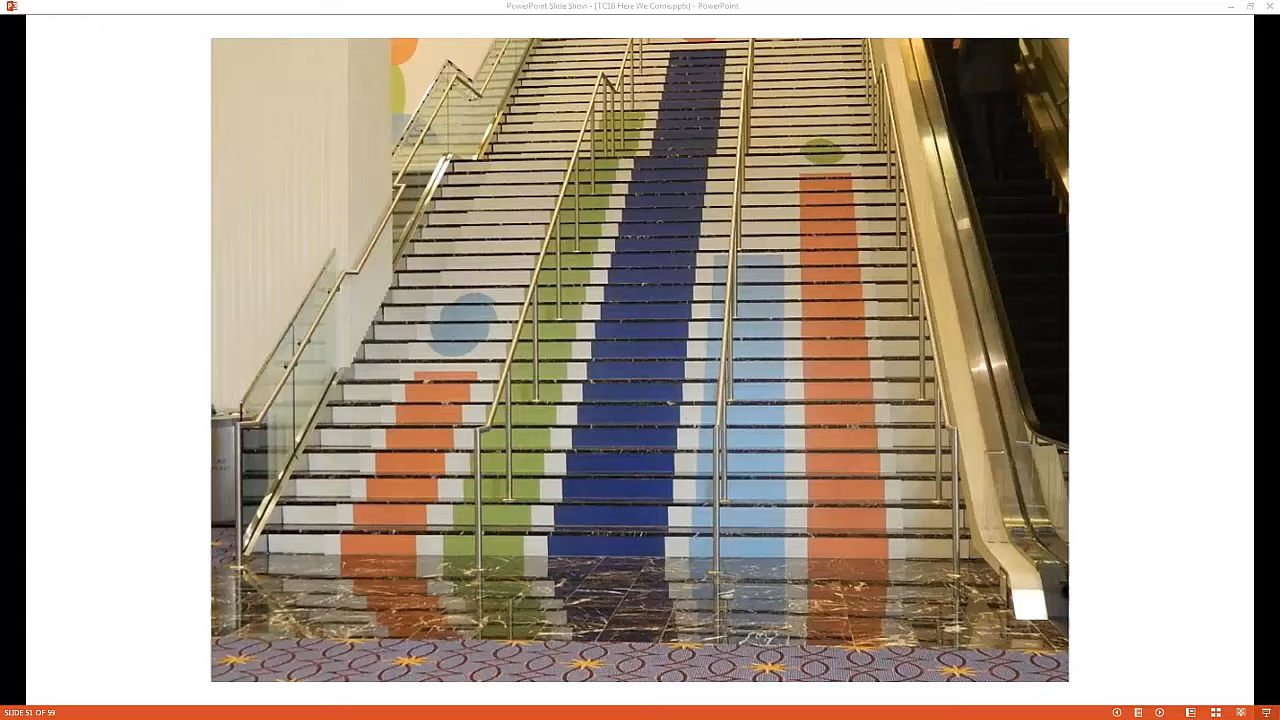 PowerPoint Slide Show - [TC16 Here We Come.pptx] - PowerPoint
SLIDE 51 OF 59